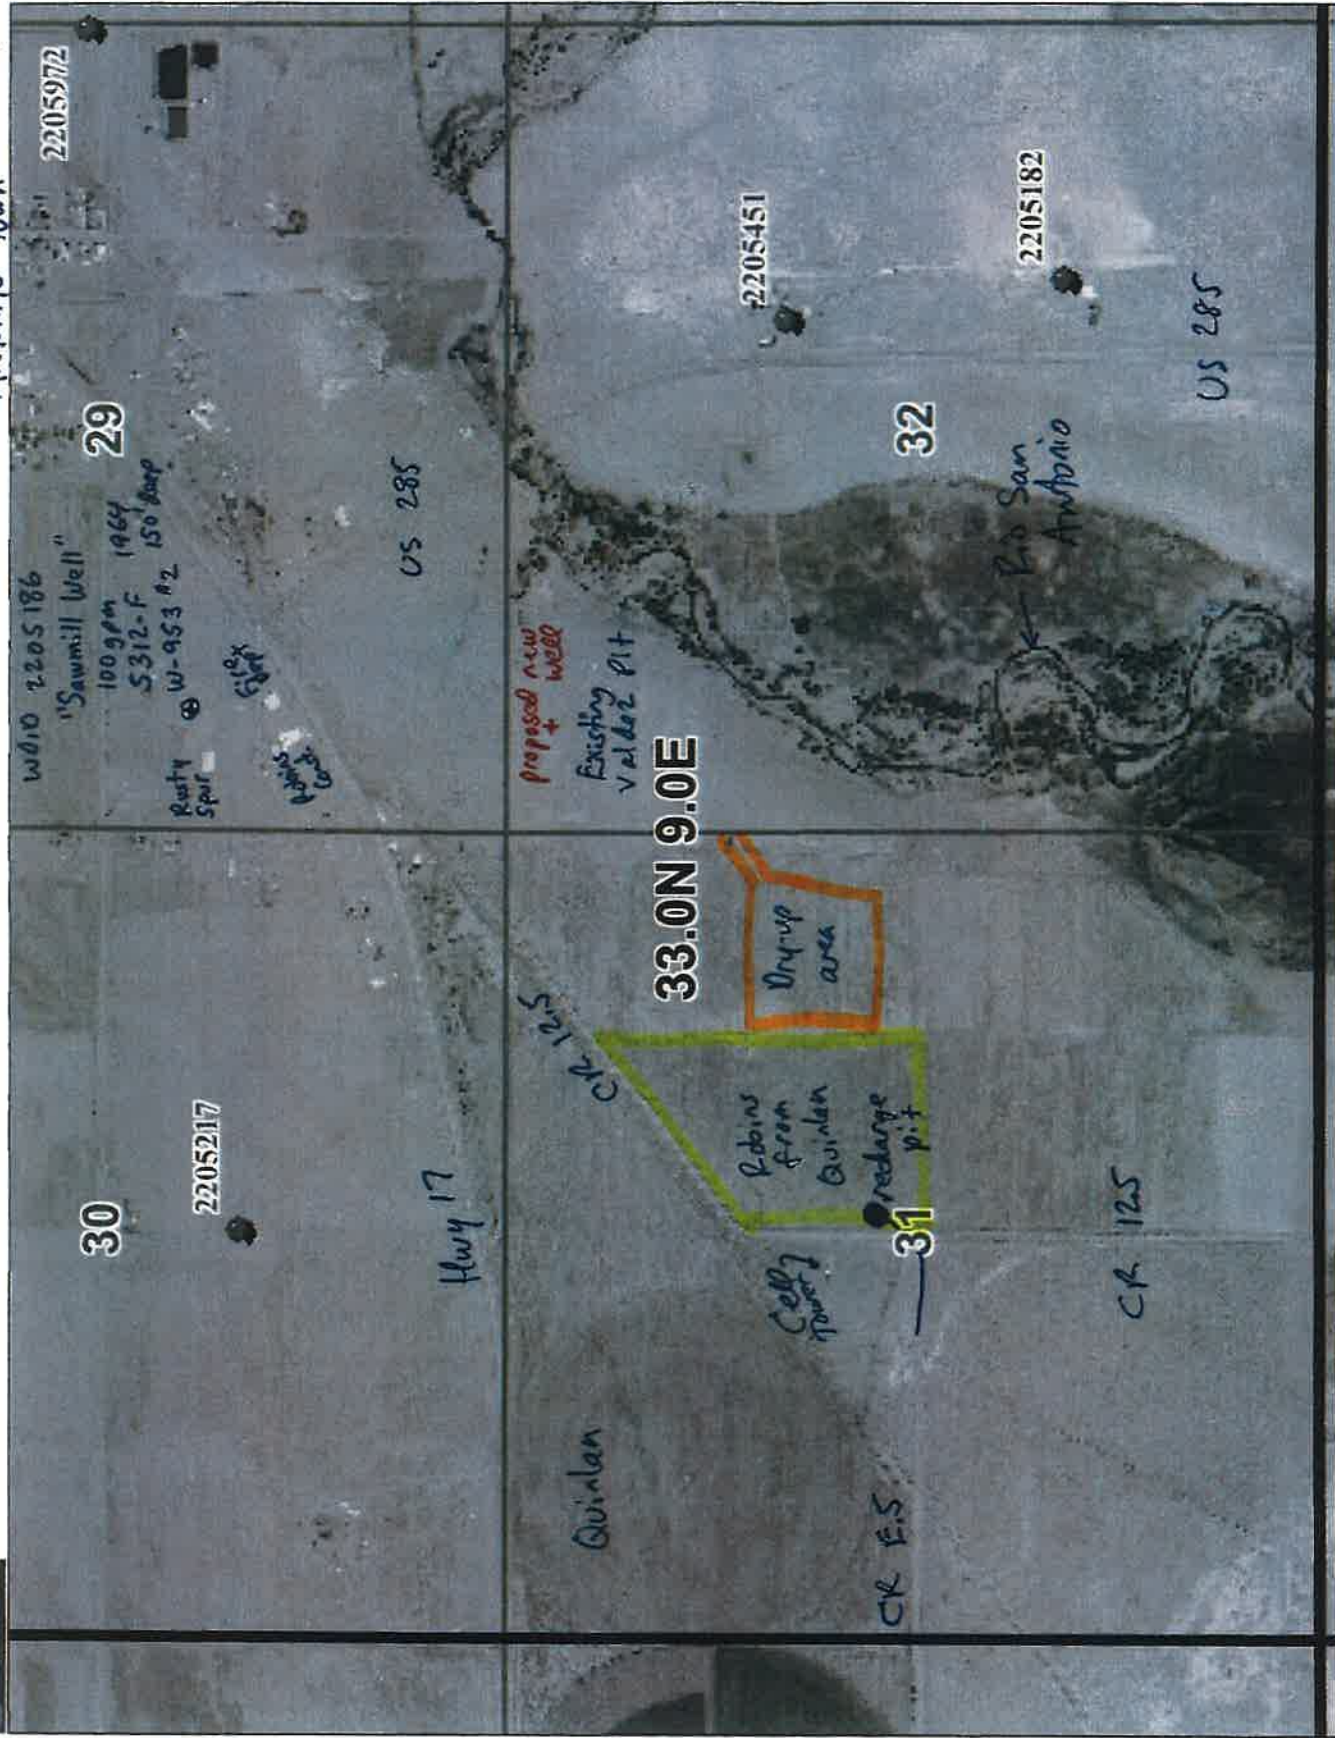 2205972
29
WDID 2205186
"Sawmill Well"
100gpm
5312-F 1964
W-953 #2 150' deep
Rusty
Spur
US 285
30
2205217
Hwy 17
proposed new
well
+
Existing
Valdez Pit
33.0N 9.0E
2205451
2205182
32
US 285
Rio San
Antonio
CR 12.5
Dry-up
area
Robins
from
Quinlan
recharge
pit
31
Cell
Tower
Quinlan
CR E.5
CR 12.5